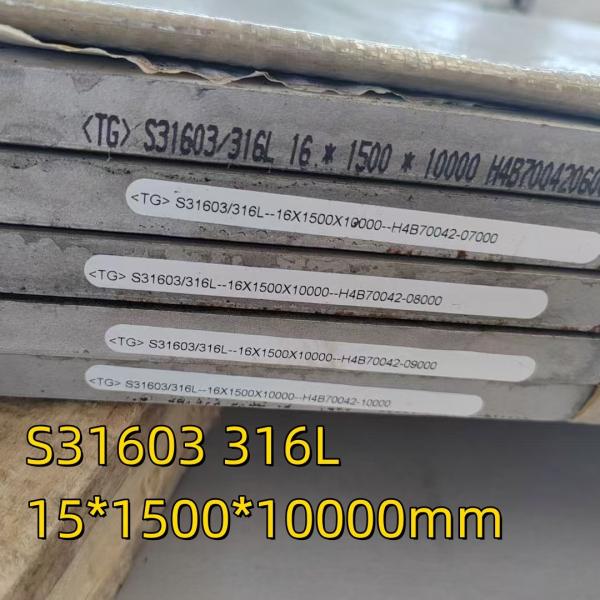 <TG> S31603/316L 16 * 1500 * 10000 H4B700420600
<TG> S31603/316L--16X1500X10000--H4B70042-07000
<TG> S31603/316L--16X1500X10000--H4B70042-08000
<TG> S31603/316L--16X1500X10000--H4B70042-09000
<TG> S31603/316L--16X1500X10000--H4B70042-10000
S31603 316L
15*1500*10000mm